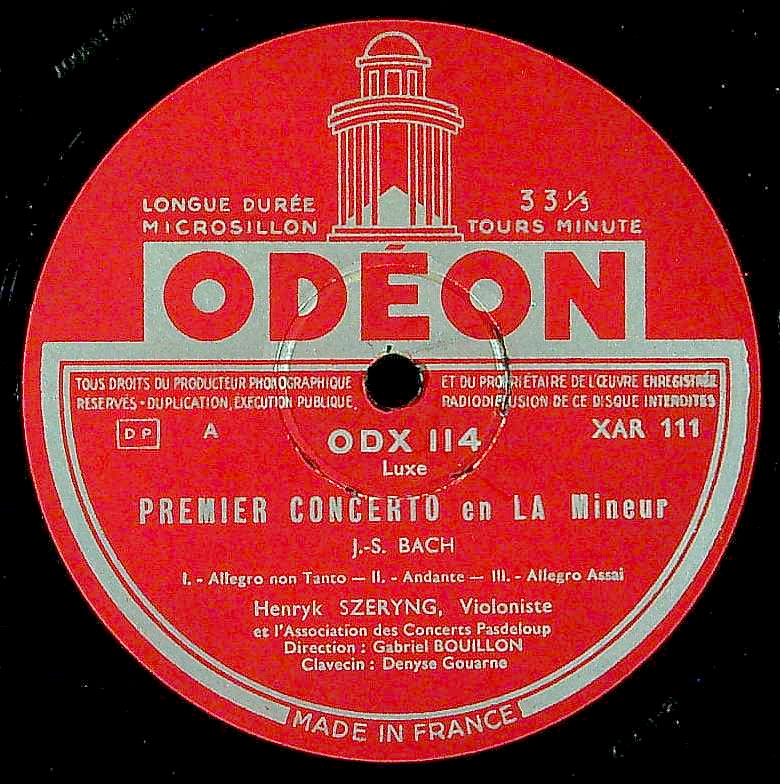 LONGUE DURÉE
MICROSILLON
33 1/3
TOURS MINUTE
ODÉON
TOUS DROITS DU PRODUCTEUR PHONOGRAPHIQUE ET DU PROPRIÉTAIRE DE L'ŒUVRE ENREGISTRÉE
RÉSERVÉS · DUPLICATION, EXÉCUTION PUBLIQUE, RADIODIFFUSION DE CE DISQUE INTERDITES
DP A ODX 114 XAR 111
Luxe
PREMIER CONCERTO en LA Mineur
J.-S. BACH
I. - Allegro non Tanto — II. - Andante — III. - Allegro Assai
Henryk SZERYNG, Violoniste
et l'Association des Concerts Pasdeloup
Direction : Gabriel BOUILLON
Clavecin : Denyse Gouarne
MADE IN FRANCE